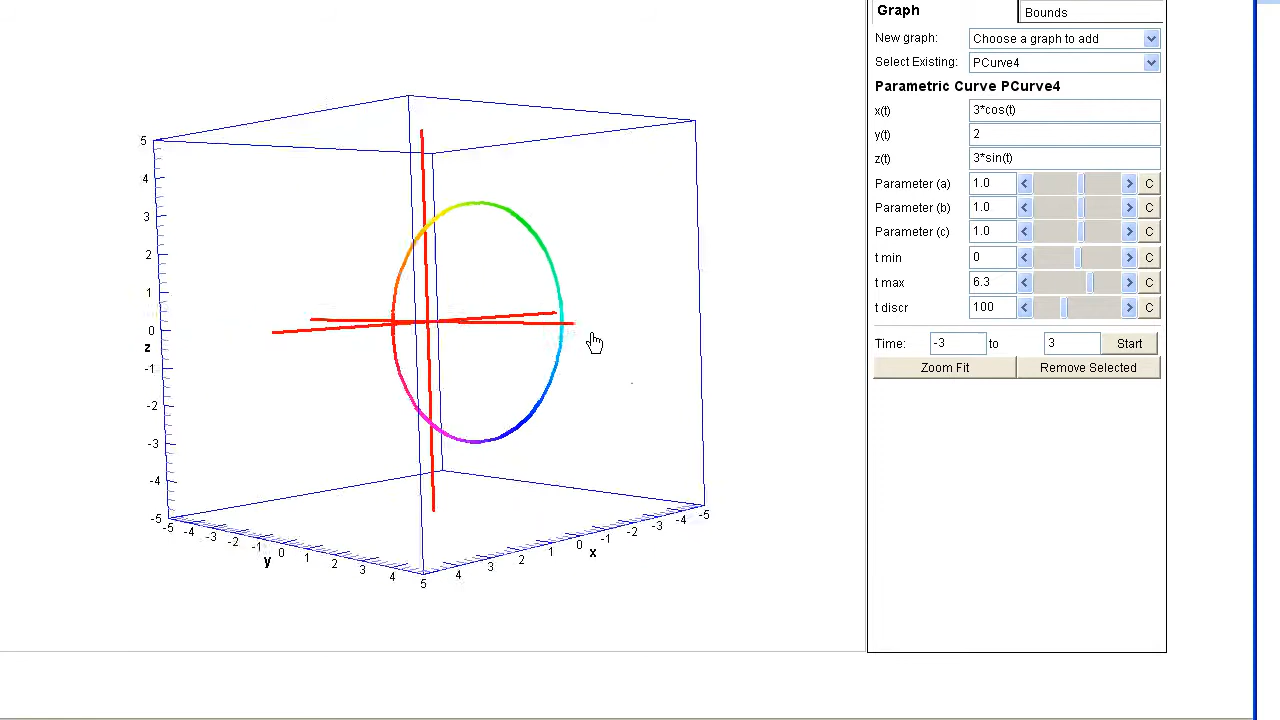 Graph
Bounds
New graph: Choose a graph to add
Select Existing: PCurve4
Parametric Curve PCurve4
x(t) 3*cos(t)
y(t) 2
z(t) 3*sin(t)
Parameter (a) 1.0 C
Parameter (b) 1.0 C
Parameter (c) 1.0 C
t min 0 C
t max 6.3 C
t discr 100 C
Time: -3 to 3 Start
Zoom Fit Remove Selected
5
4
3
2
1
0
z
-1
-2
-3
-4
-5
-5 -4 -3 -2 -1 0 1 2 3 4 5
y
4 3 2 1 0 -1 -2 -3 -4 -5
x